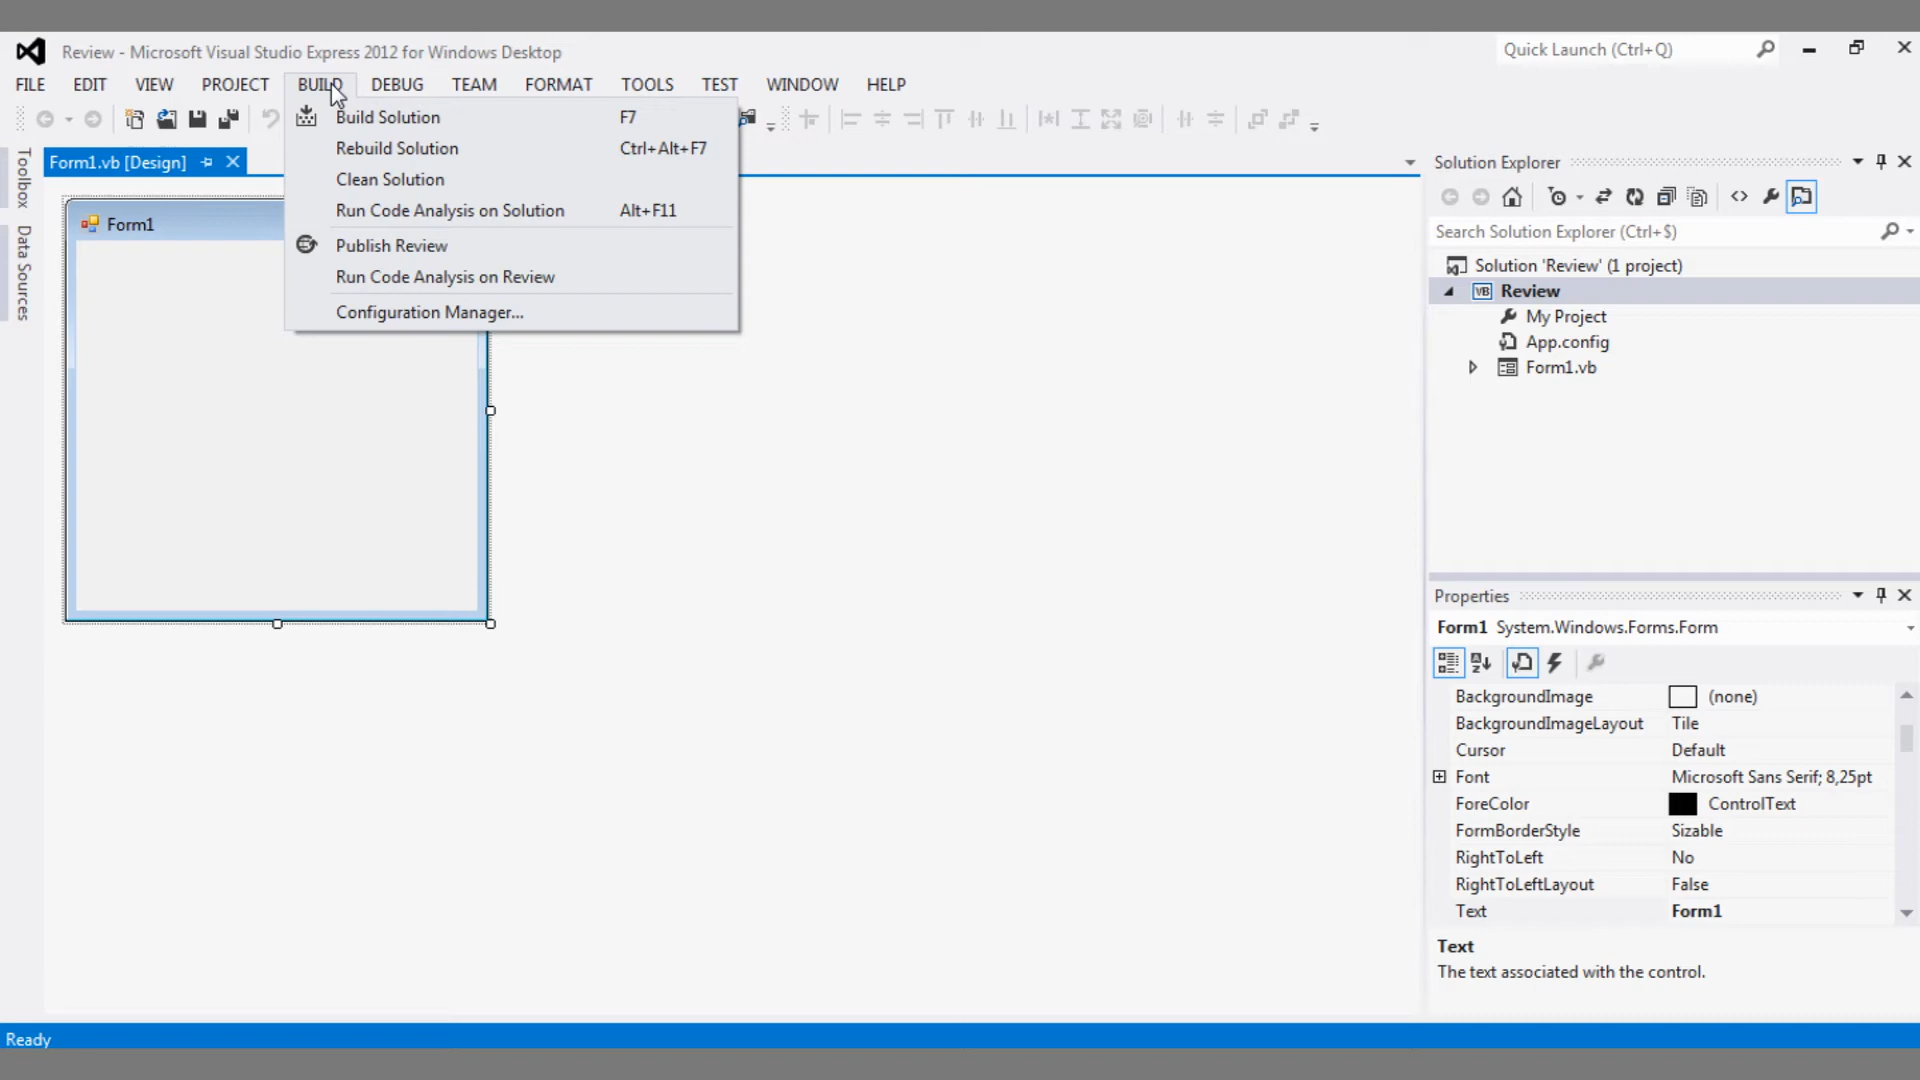 Review - Microsoft Visual Studio Express 2012 for Windows Desktop
Quick Launch (Ctrl+Q)
FILE EDIT VIEW PROJECT BUILD DEBUG TEAM FORMAT TOOLS TEST WINDOW HELP
Build Solution F7
Rebuild Solution Ctrl+Alt+F7
Clean Solution
Run Code Analysis on Solution Alt+F11
Publish Review
Run Code Analysis on Review
Configuration Manager...
Toolbox
Data Sources
Form1.vb [Design]
Form1
Solution Explorer
Search Solution Explorer (Ctrl+$)
Solution 'Review' (1 project)
VB Review
My Project
App.config
Form1.vb
Properties
Form1 System.Windows.Forms.Form
BackgroundImage (none)
BackgroundImageLayout Tile
Cursor Default
Font Microsoft Sans Serif; 8,25pt
ForeColor ControlText
FormBorderStyle Sizable
RightToLeft No
RightToLeftLayout False
Text Form1
Text
The text associated with the control.
Ready